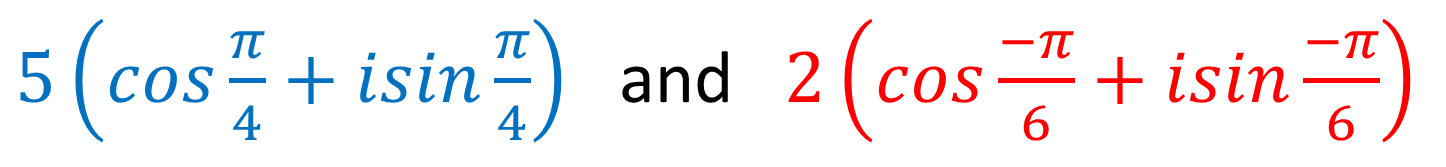 5 (cos π/4 + isin π/4) and 2 (cos −π/6 + isin −π/6)